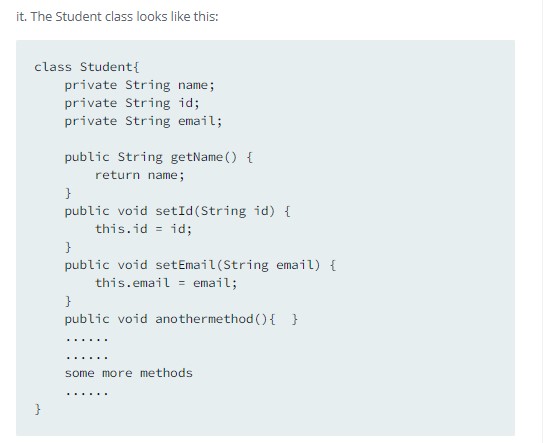 it. The Student class looks like this:
class Student{
    private String name;
    private String id;
    private String email;

    public String getName() {
        return name;
    }
    public void setId(String id) {
        this.id = id;
    }
    public void setEmail(String email) {
        this.email = email;
    }
    public void anothermethod(){  }
    ......
    ......
    some more methods
    ......
}